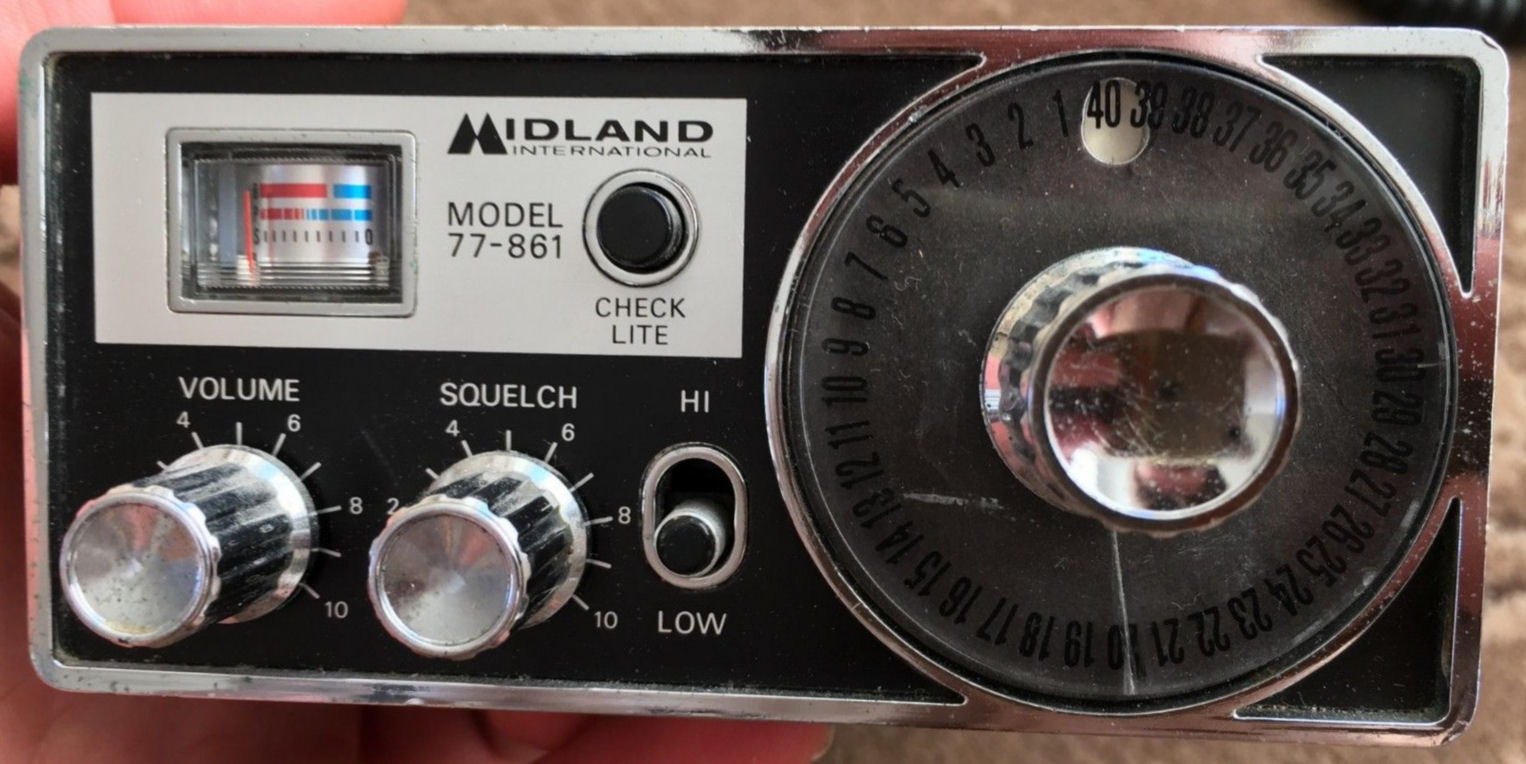 MIDLAND
INTERNATIONAL
MODEL
77-861
CHECK
LITE
VOLUME
4 6
8
10
SQUELCH
2 4 6
8
10
HI
LOW
1 2 3 4 5 6 7 8 9 10 11 12 13 14 15 16 17 18 19 20 21 22 23 24 25 26 27 28 29 30 31 32 33 34 35 36 37 38 39 40